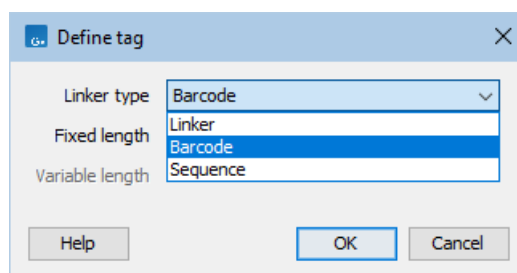 G. Define tag
Linker type Barcode
Linker
Fixed length
Barcode
Sequence
Variable length
Help OK Cancel